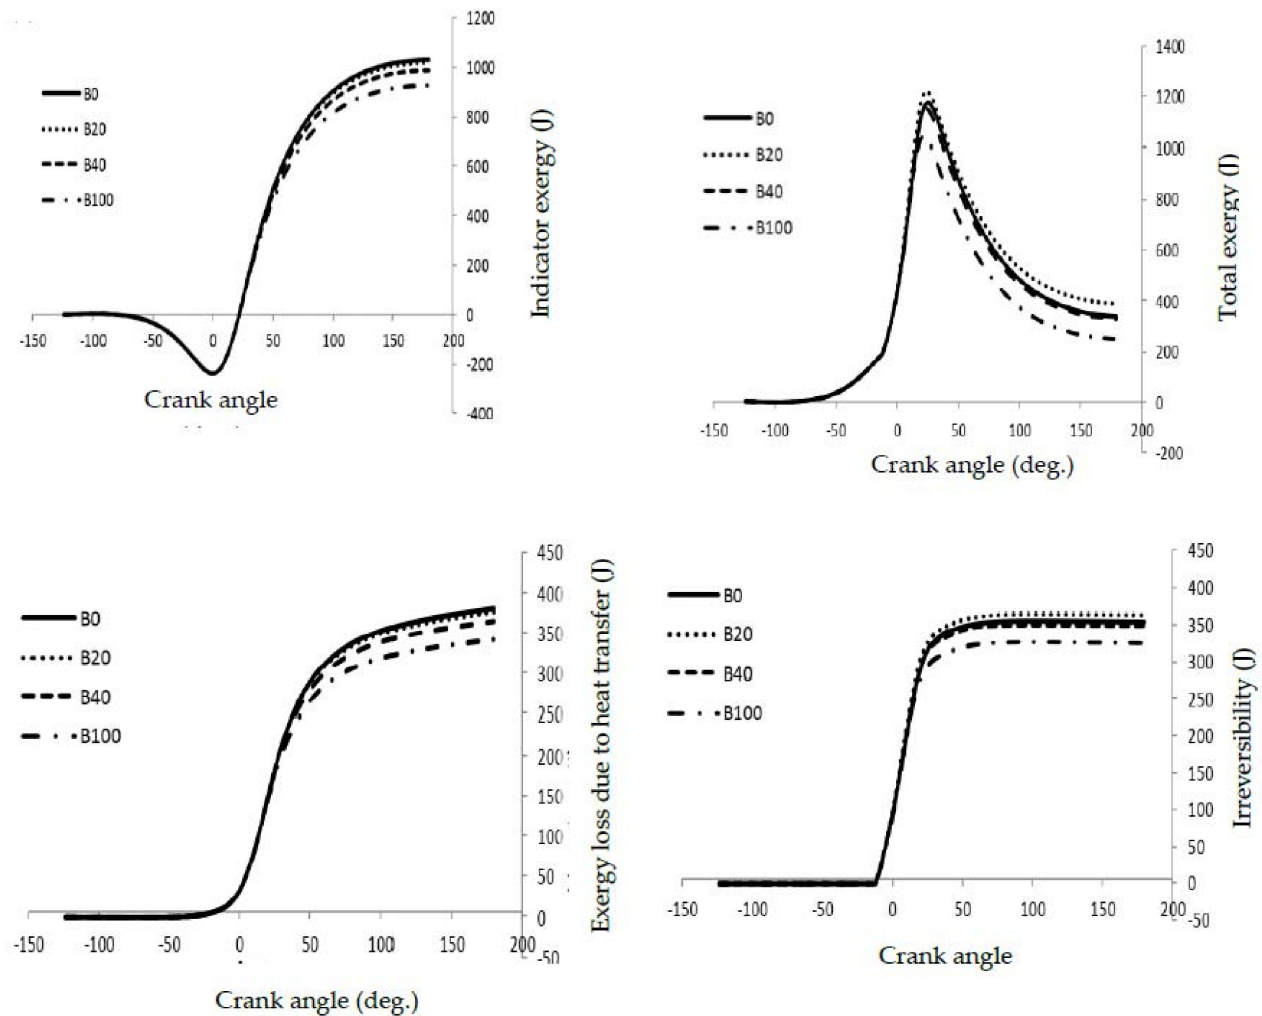 1200
1000
800
600
400
200
0
-200
-400
B0
B20
B40
B100
Indicator exergy (J)
-150 -100 -50 0 50 100 150 200
Crank angle
1400
1200
1000
800
600
400
200
0
-200
B0
B20
B40
B100
Total exergy (J)
-150 -100 -50 0 50 100 150 200
Crank angle (deg.)
450
400
350
300
250
200
150
100
50
0
-50
B0
B20
B40
B100
Exergy loss due to heat transfer (J)
-150 -100 -50 0 50 100 150 200
Crank angle (deg.)
450
400
350
300
250
200
150
100
50
0
-50
B0
B20
B40
B100
Irreversibility (J)
-150 -100 -50 0 50 100 150 200
Crank angle